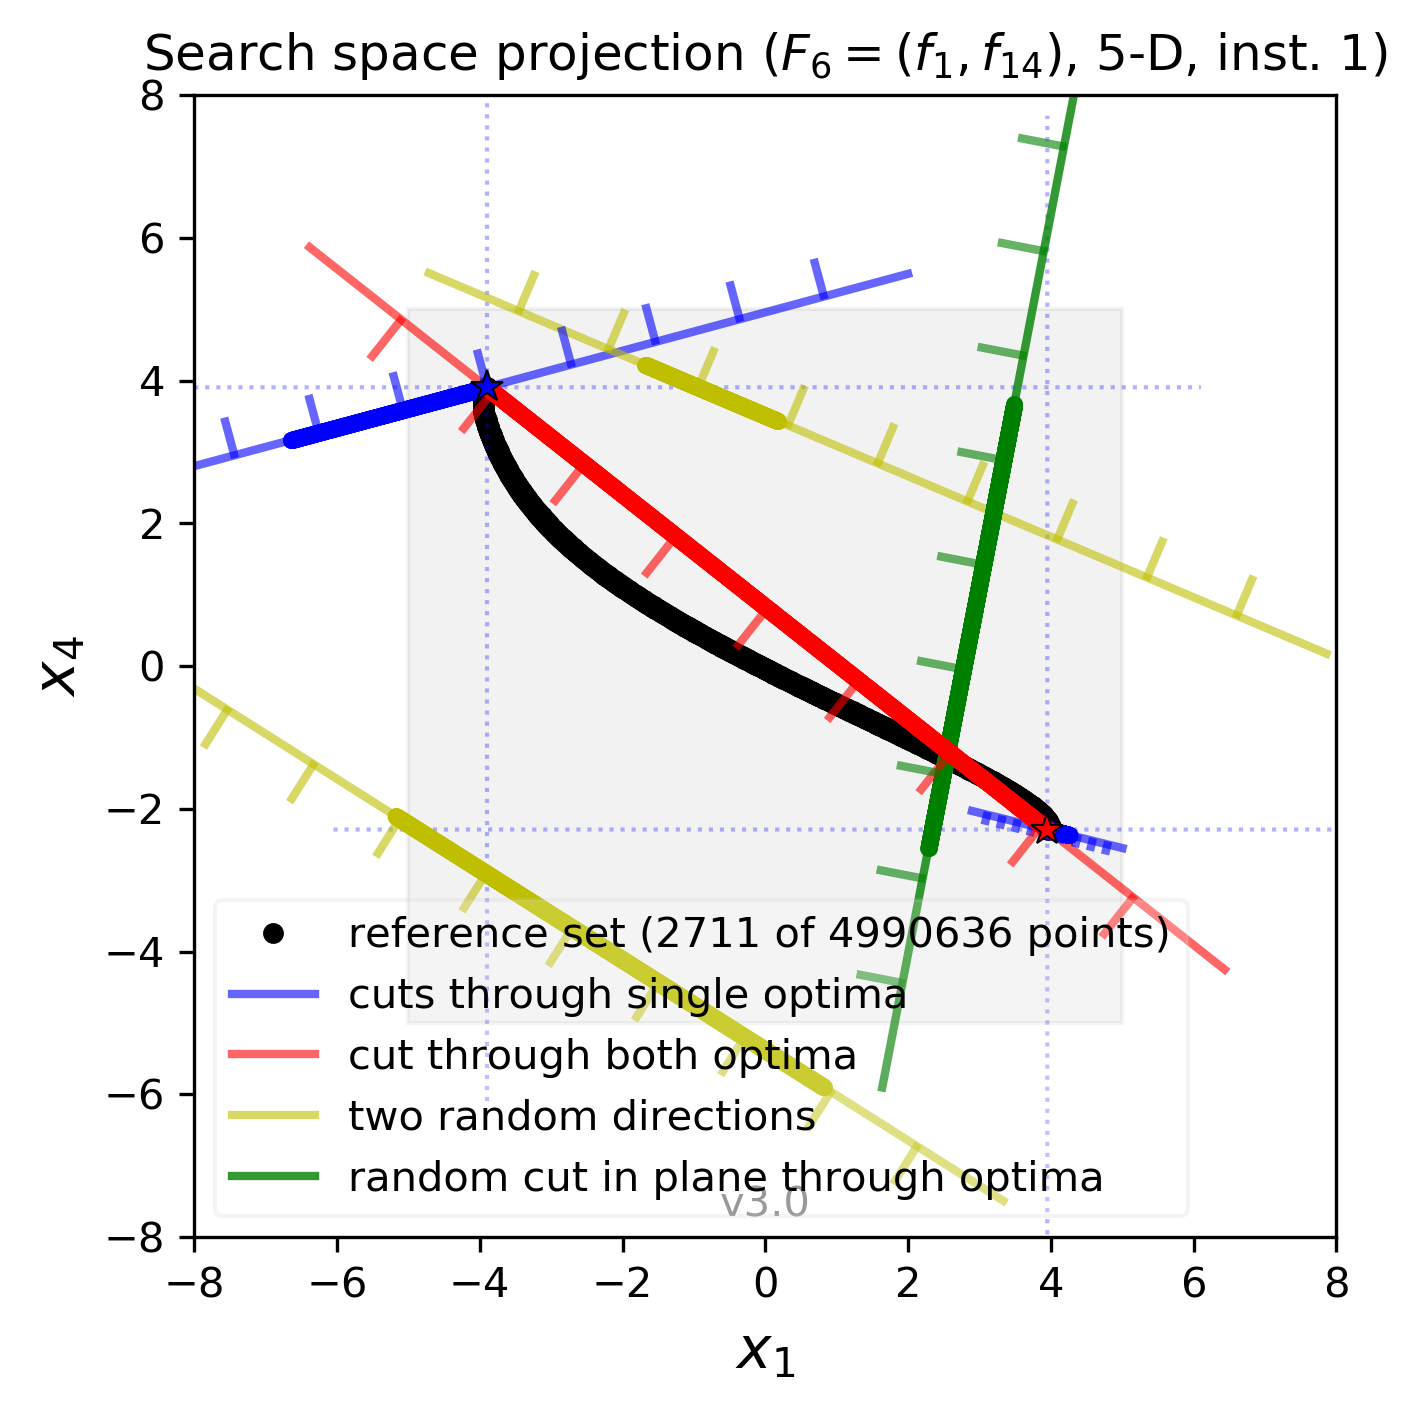 Search space projection (F₆ = (f₁, f₁₄), 5-D, inst. 1)
8
6
4
2
0
−2
−4
−6
−8
x₄
reference set (2711 of 4990636 points)
cuts through single optima
cut through both optima
two random directions
random cut in plane through optima
v3.0
−8 −6 −4 −2 0 2 4 6 8
x₁